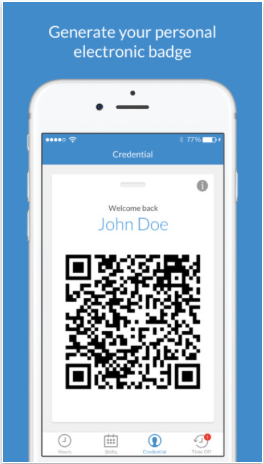 Generate your personal
electronic badge
77%
Credential
Welcome back
John Doe
Hours
Shifts
Credential
Time Off